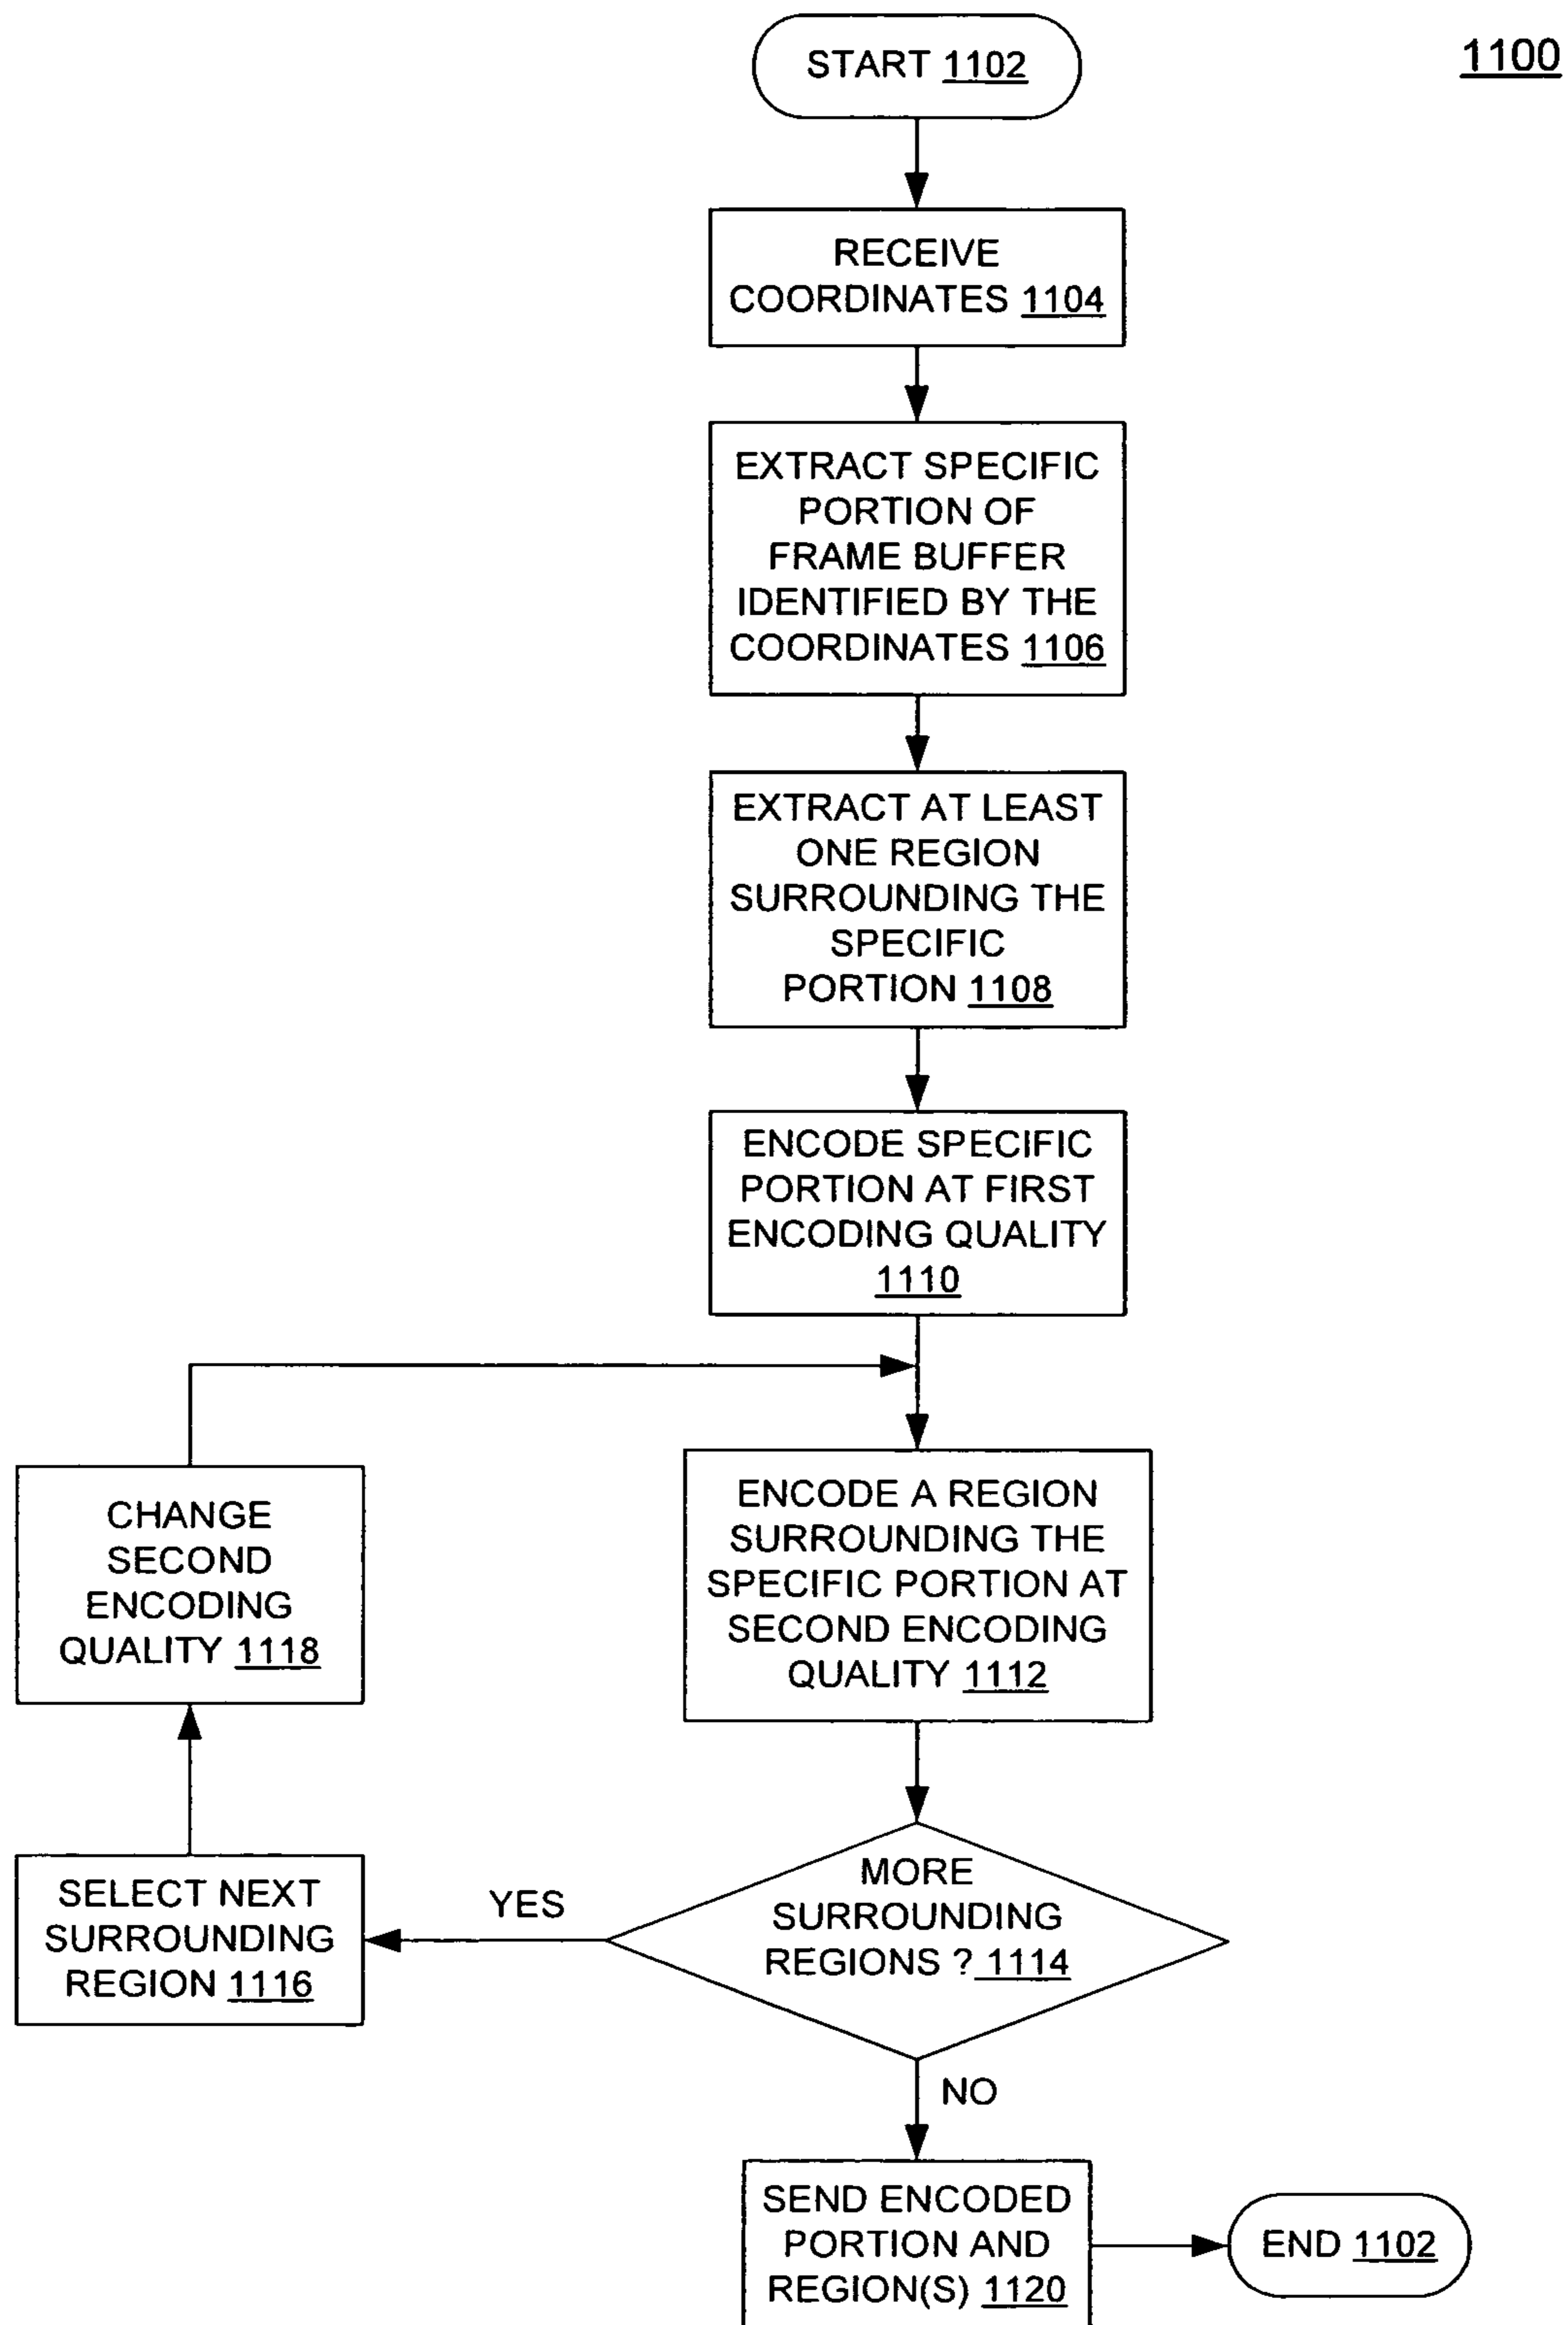 START 1102
1100
RECEIVE
COORDINATES 1104
EXTRACT SPECIFIC
PORTION OF
FRAME BUFFER
IDENTIFIED BY THE
COORDINATES 1106
EXTRACT AT LEAST
ONE REGION
SURROUNDING THE
SPECIFIC
PORTION 1108
ENCODE SPECIFIC
PORTION AT FIRST
ENCODING QUALITY
1110
ENCODE A REGION
SURROUNDING THE
SPECIFIC PORTION AT
SECOND ENCODING
QUALITY 1112
CHANGE
SECOND
ENCODING
QUALITY 1118
MORE
SURROUNDING
REGIONS ? 1114
YES
SELECT NEXT
SURROUNDING
REGION 1116
NO
SEND ENCODED
PORTION AND
REGION(S) 1120
END 1102